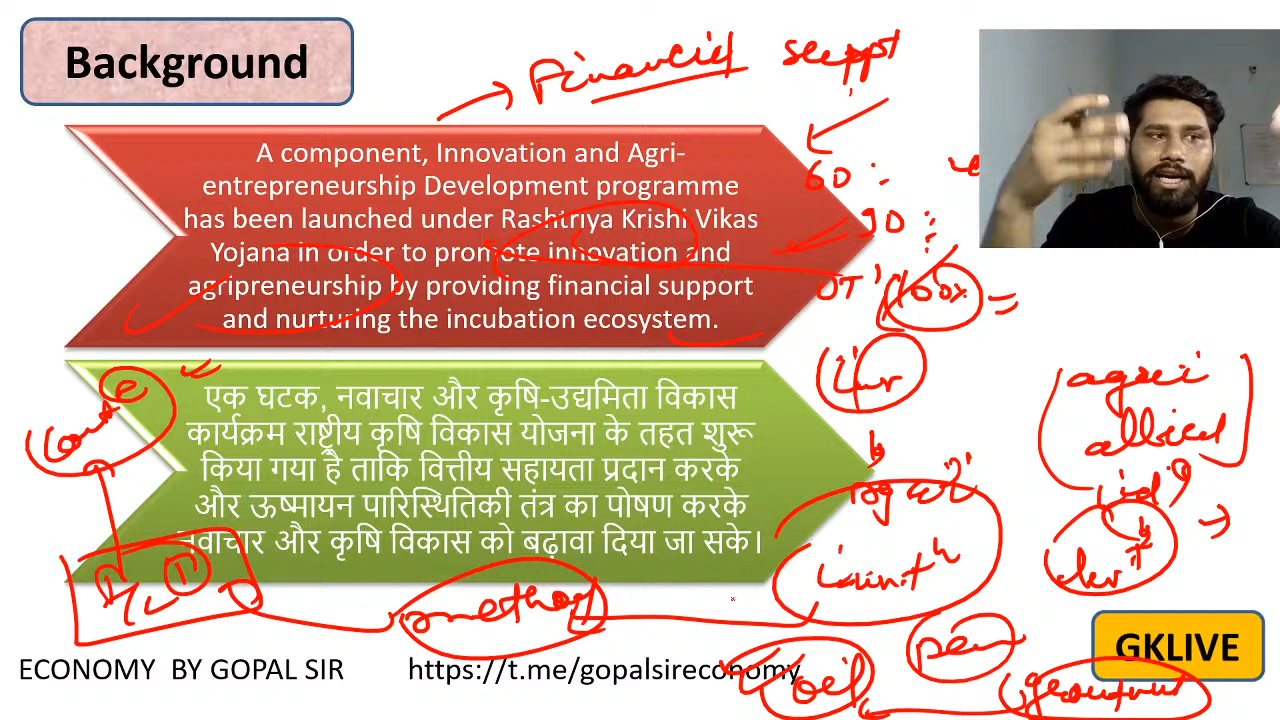 Background
Financial suppt
A component, Innovation and Agri-
entrepreneurship Development programme
has been launched under Rashtriya Krishi Vikas
Yojana in order to promote innovation and
agripreneurship by providing financial support
and nurturing the incubation ecosystem.
60 :
90 :
100%
एक घटक, नवाचार और कृषि-उद्यमिता विकास
कार्यक्रम राष्ट्रीय कृषि विकास योजना के तहत शुरू
किया गया है ताकि वित्तीय सहायता प्रदान करके
और ऊष्मायन पारिस्थितिकी तंत्र का पोषण करके
नवाचार और कृषि विकास को बढ़ावा दिया जा सके।
agri
allied
method
soil
GKLIVE
ECONOMY BY GOPAL SIR
https://t.me/gopalsireconomy